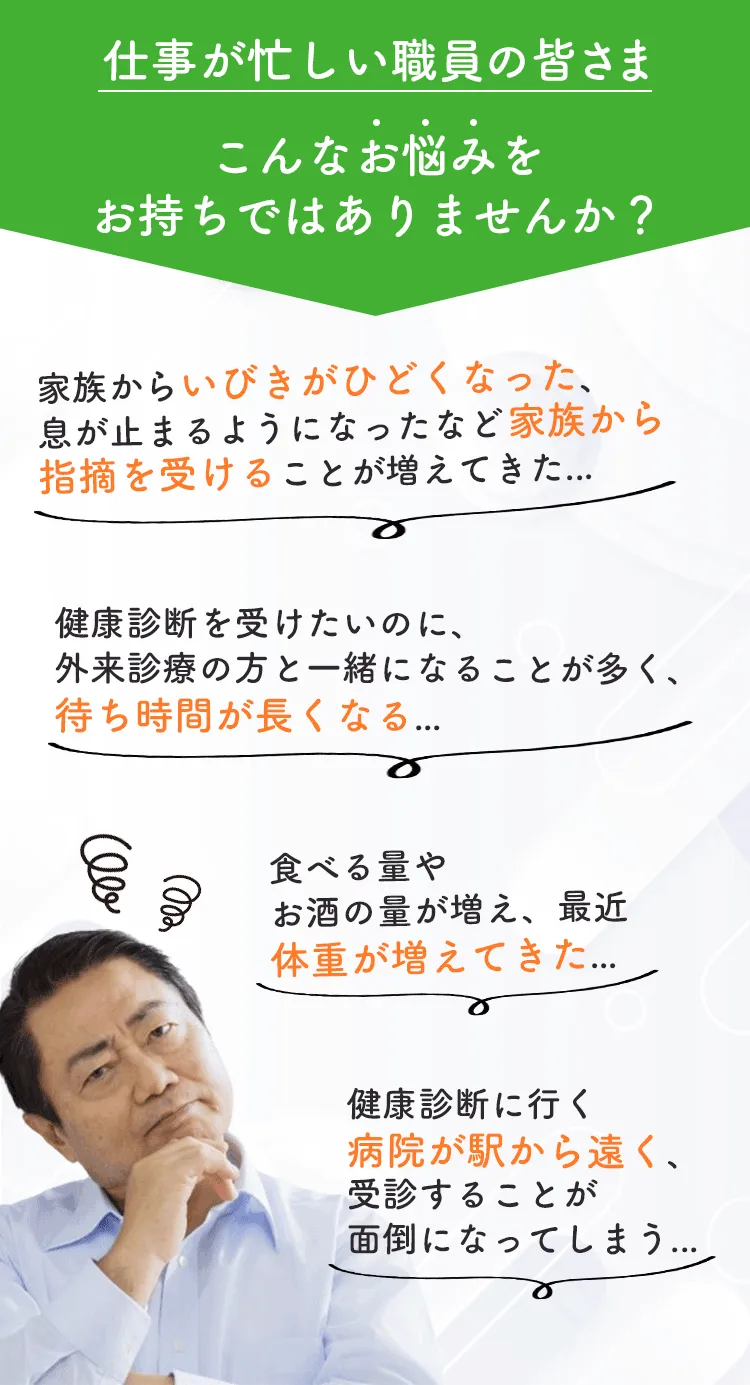 仕事が忙しい職員の皆さま
こんなお悩みを
お持ちではありませんか？
家族からいびきがひどくなった、
息が止まるようになったなど家族から
指摘を受けることが増えてきた...
健康診断を受けたいのに、
外来診療の方と一緒になることが多く、
待ち時間が長くなる...
食べる量や
お酒の量が増え、最近
体重が増えてきた...
健康診断に行く
病院が駅から遠く、
受診することが
面倒になってしまう...